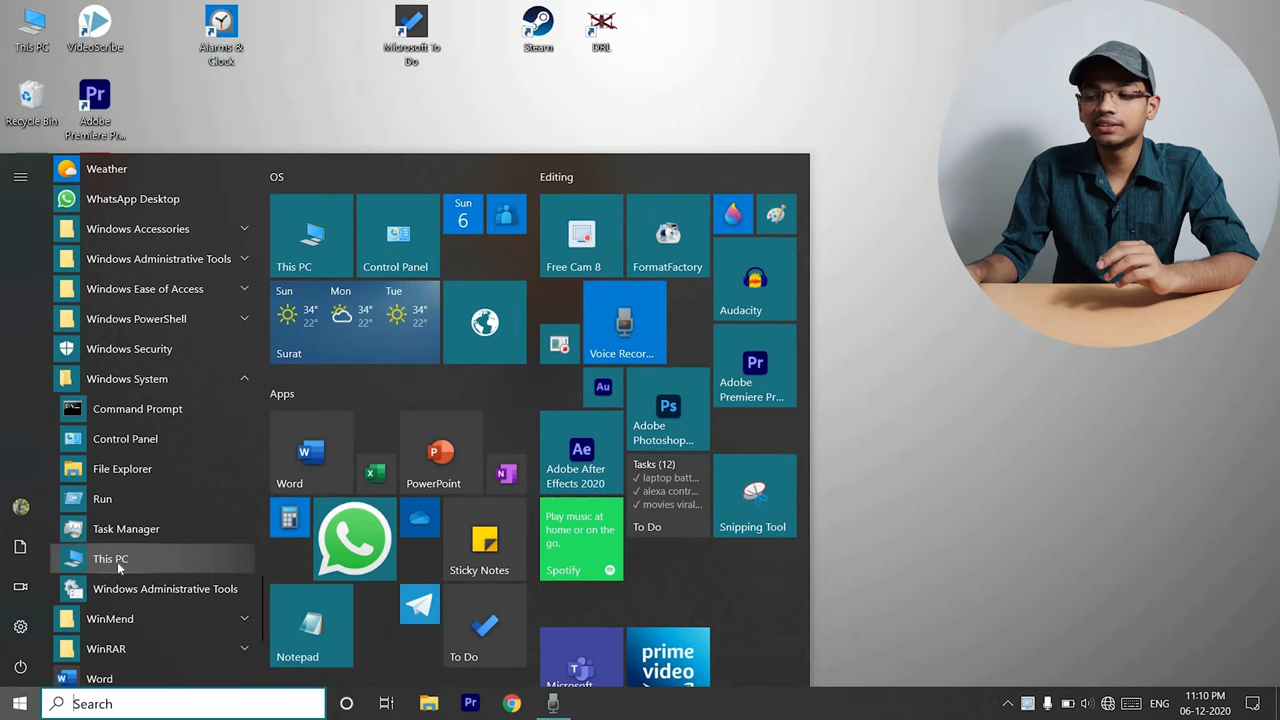 This PC
VideoScribe
Alarms &
Clock
Microsoft To
Do
Steam
DRL
Recycle Bin
Pr
Adobe
Premiere Pr...
Weather
WhatsApp Desktop
Windows Accessories
Windows Administrative Tools
Windows Ease of Access
Windows PowerShell
Windows Security
Windows System
Command Prompt
Control Panel
File Explorer
Run
Task Manager
This PC
Windows Administrative Tools
WinMend
WinRAR
Word
OS
This PC
Control Panel
Sun
6
Sun
Mon
Tue
34°
22°
34°
22°
34°
22°
Surat
Apps
Word
PowerPoint
Sticky Notes
Notepad
To Do
Editing
Free Cam 8
FormatFactory
Audacity
Voice Recor...
Au
Ps
Adobe
Photoshop...
Pr
Adobe
Premiere Pr...
Ae
Adobe After
Effects 2020
Tasks (12)
✓ laptop batt...
✓ alexa contr...
✓ movies viral...
To Do
Snipping Tool
Play music at
home or on the
go.
Spotify
Microsoft
prime
video
Search
Pr
ENG
11:10 PM
06-12-2020